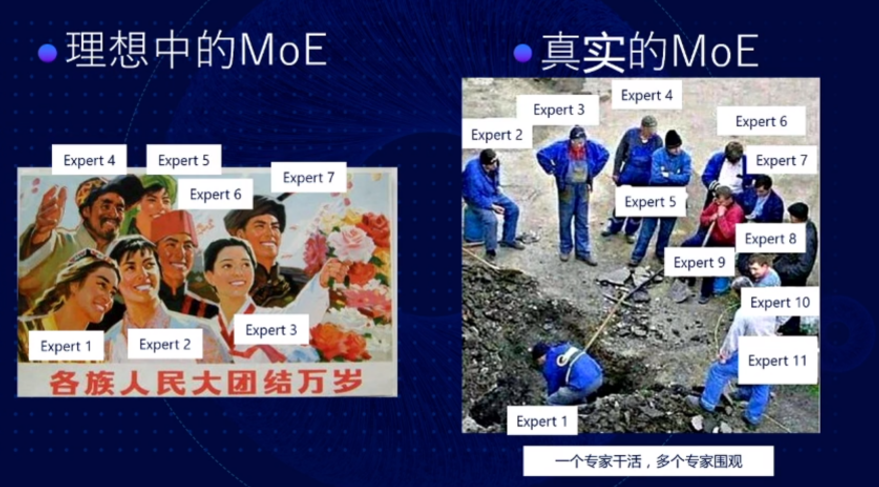 理想中的MoE
Expert 4
Expert 5
Expert 6
Expert 7
Expert 1
Expert 2
Expert 3
各族人民大团结万岁
真实的MoE
Expert 4
Expert 3
Expert 2
Expert 6
Expert 7
Expert 5
Expert 8
Expert 9
Expert 10
Expert 11
Expert 1
一个专家干活，多个专家围观